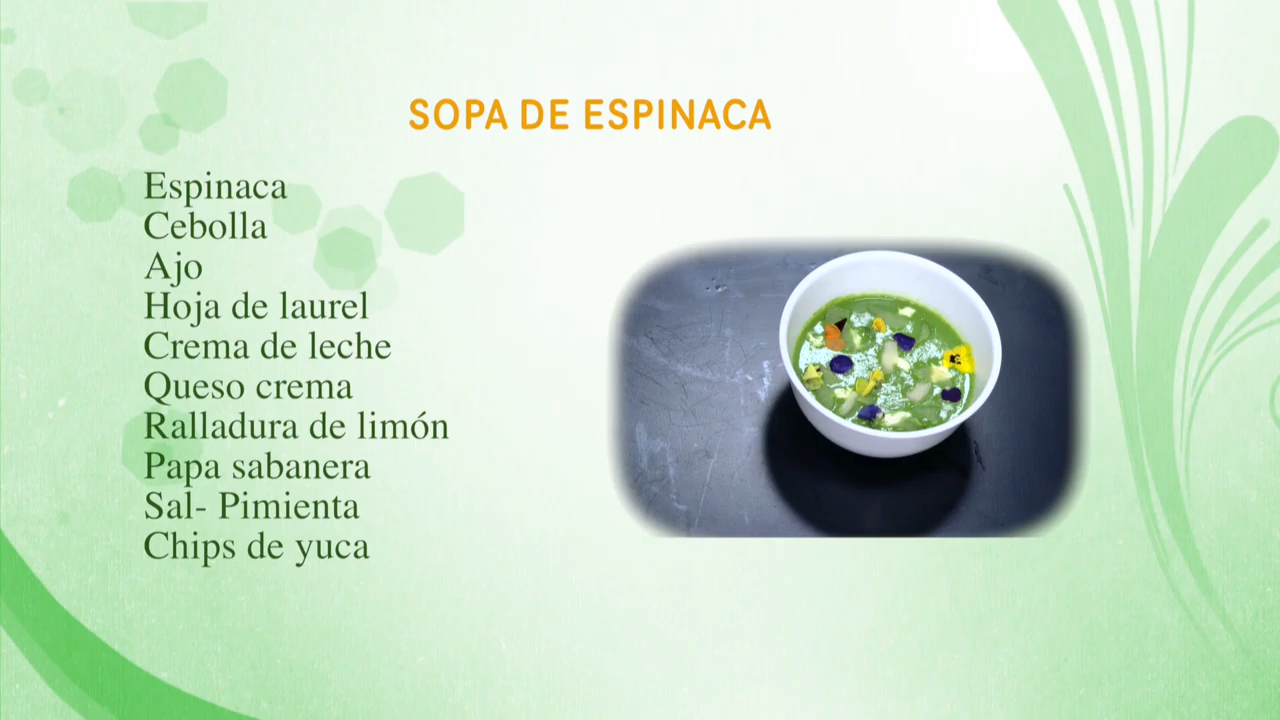 SOPA DE ESPINACA
Espinaca
Cebolla
Ajo
Hoja de laurel
Crema de leche
Queso crema
Ralladura de limón
Papa sabanera
Sal- Pimienta
Chips de yuca